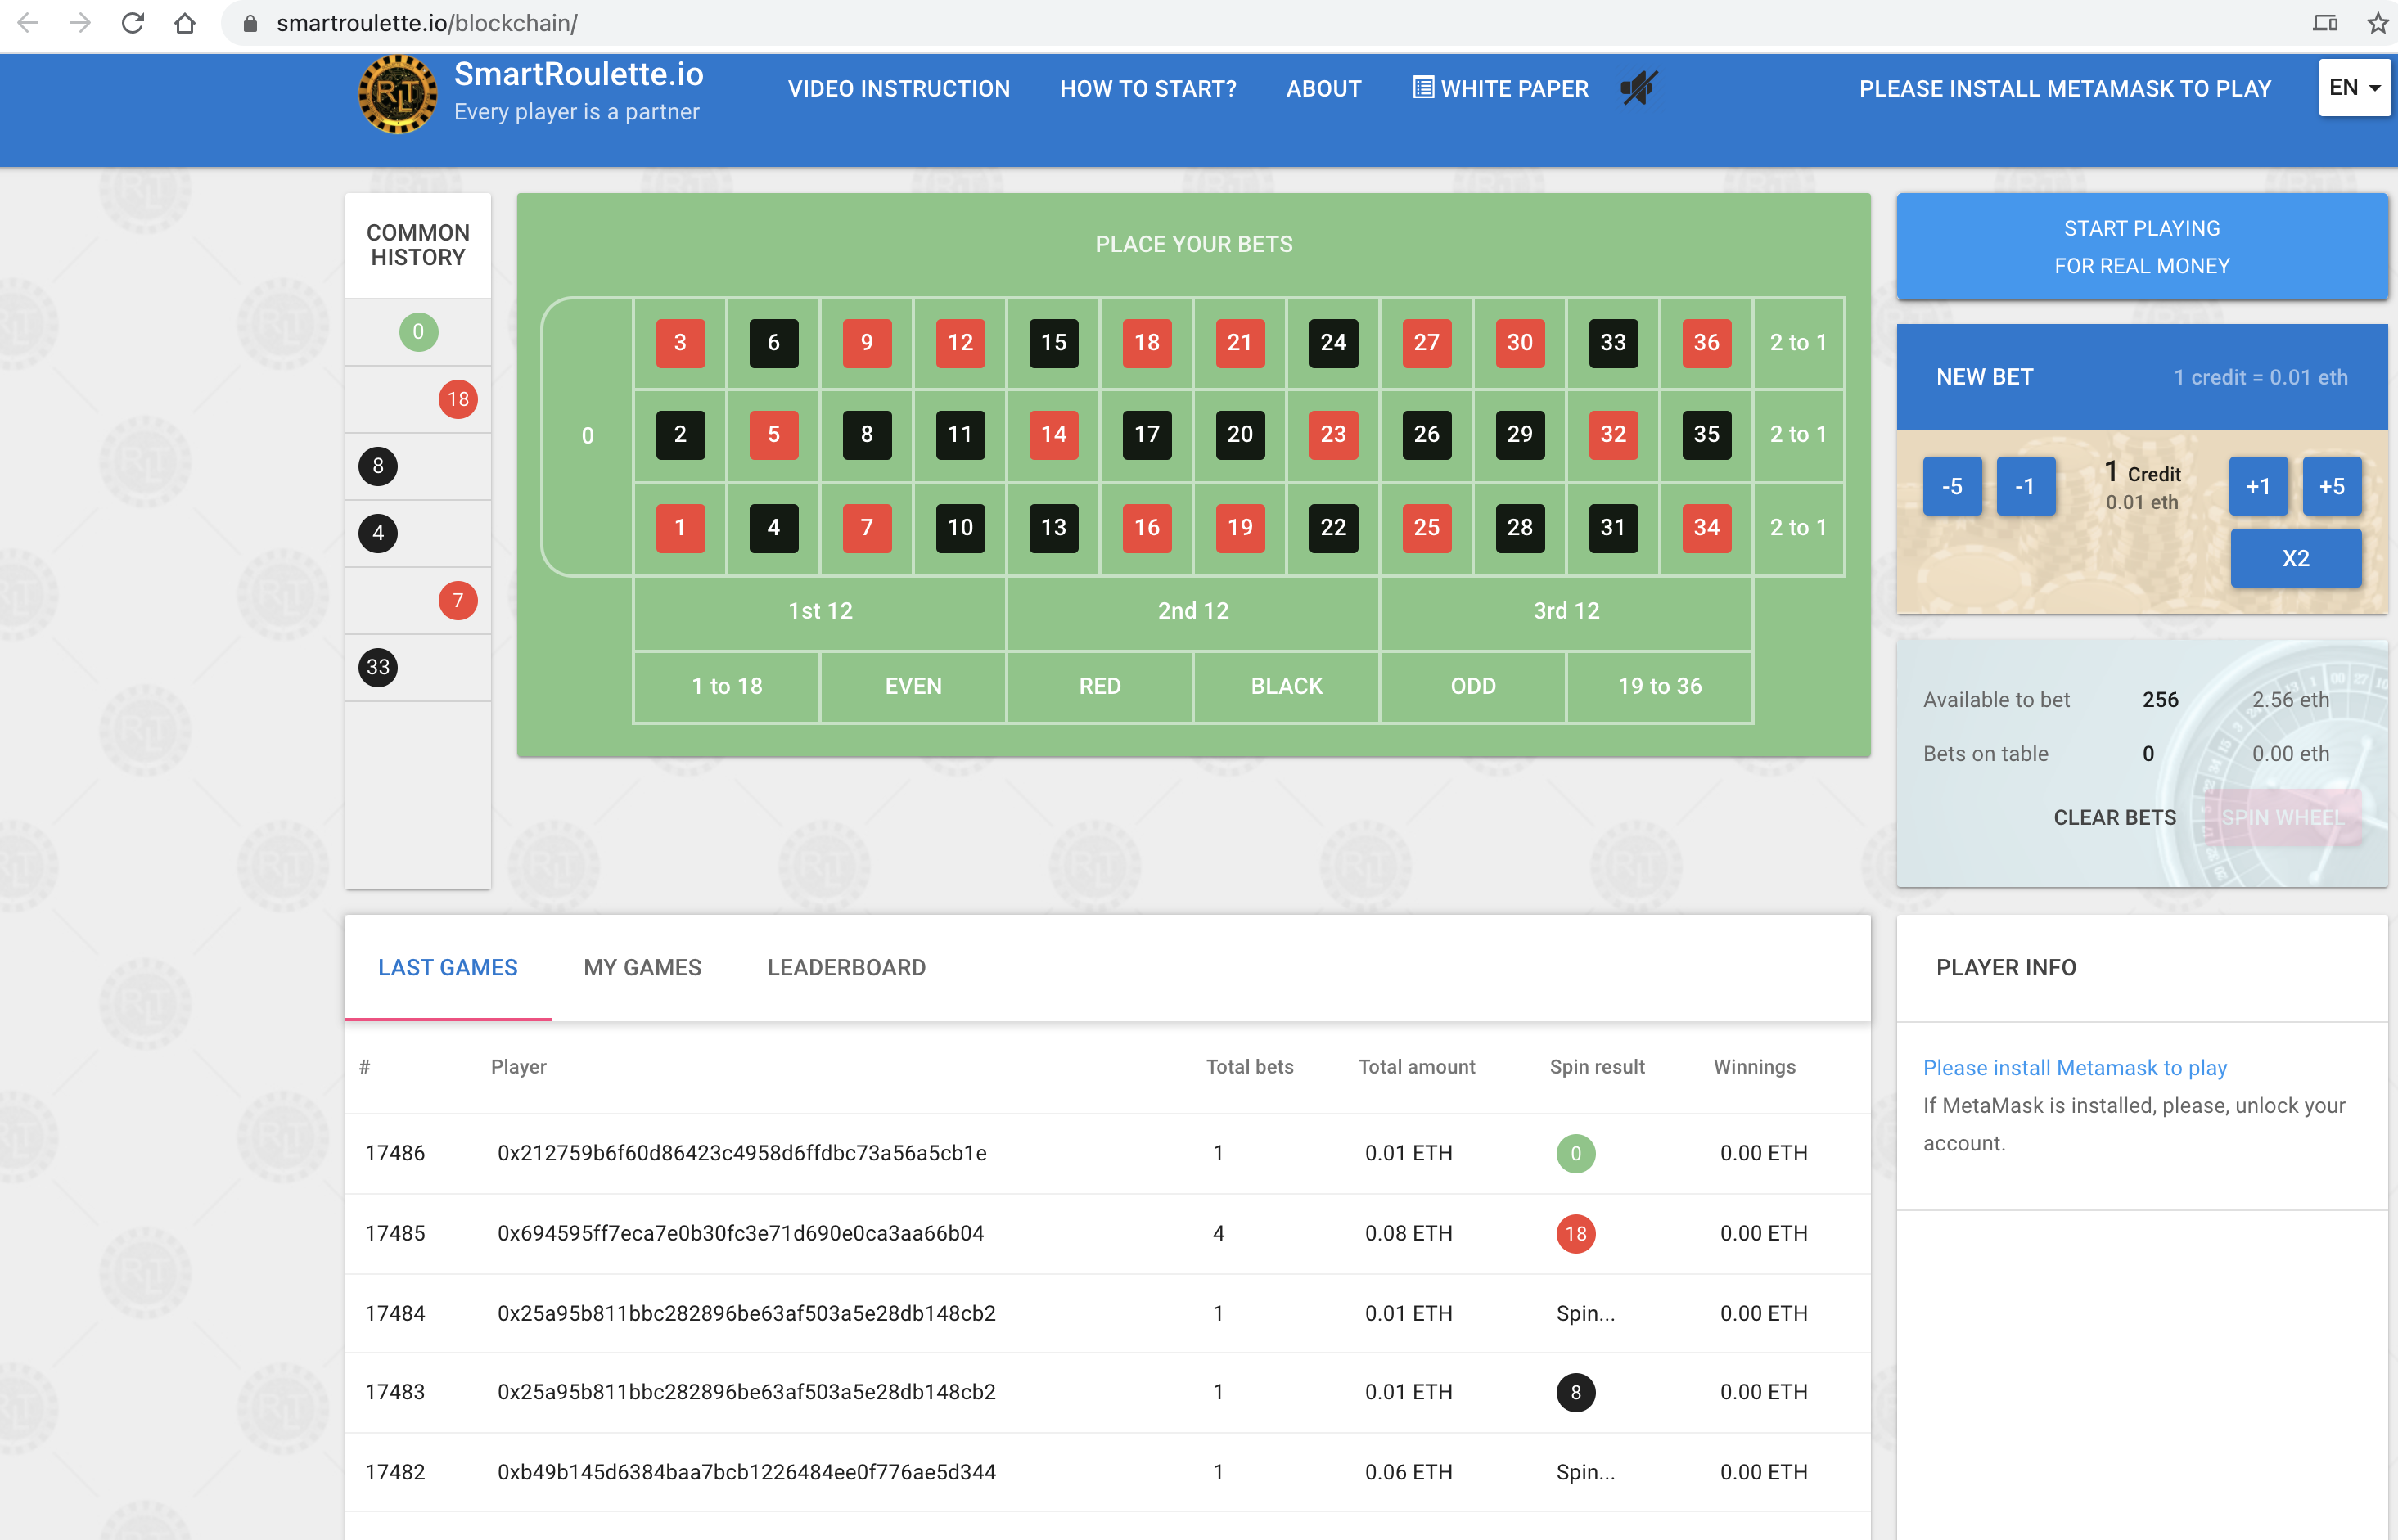 smartroulette.io/blockchain/
SmartRoulette.io
Every player is a partner
VIDEO INSTRUCTION
HOW TO START?
ABOUT
WHITE PAPER
PLEASE INSTALL METAMASK TO PLAY
EN
COMMON
HISTORY
0
18
8
4
7
33
PLACE YOUR BETS
0
3 6 9 12 15 18 21 24 27 30 33 36 2 to 1
2 5 8 11 14 17 20 23 26 29 32 35 2 to 1
1 4 7 10 13 16 19 22 25 28 31 34 2 to 1
1st 12 2nd 12 3rd 12
1 to 18 EVEN RED BLACK ODD 19 to 36
START PLAYING
FOR REAL MONEY
NEW BET 1 credit = 0.01 eth
-5 -1 1 Credit +1 +5
0.01 eth
X2
Available to bet 256 2.56 eth
Bets on table 0 0.00 eth
CLEAR BETS SPIN WHEEL
LAST GAMES MY GAMES LEADERBOARD
# Player Total bets Total amount Spin result Winnings
17486 0x212759b6f60d86423c4958d6ffdbc73a56a5cb1e 1 0.01 ETH 0 0.00 ETH
17485 0x694595ff7eca7e0b30fc3e71d690e0ca3aa66b04 4 0.08 ETH 18 0.00 ETH
17484 0x25a95b811bbc282896be63af503a5e28db148cb2 1 0.01 ETH Spin... 0.00 ETH
17483 0x25a95b811bbc282896be63af503a5e28db148cb2 1 0.01 ETH 8 0.00 ETH
17482 0xb49b145d6384baa7bcb1226484ee0f776ae5d344 1 0.06 ETH Spin... 0.00 ETH
PLAYER INFO
Please install Metamask to play
If MetaMask is installed, please, unlock your
account.